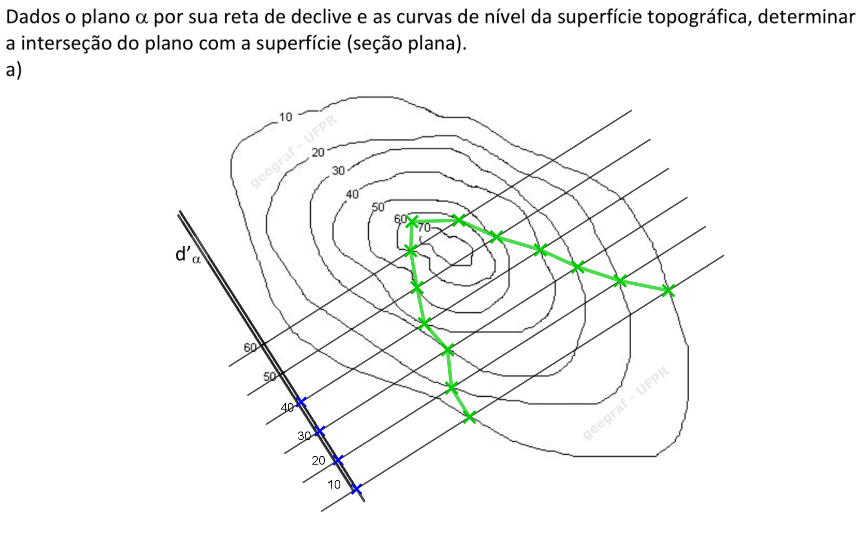 Dados o plano α por sua reta de declive e as curvas de nível da superfície topográfica, determinar
a interseção do plano com a superfície (seção plana).
a)
10
geegraf - UFPR
20
30
40
50
60
70
d'α
60
50
40
30
20
10
geegraf - UFPR